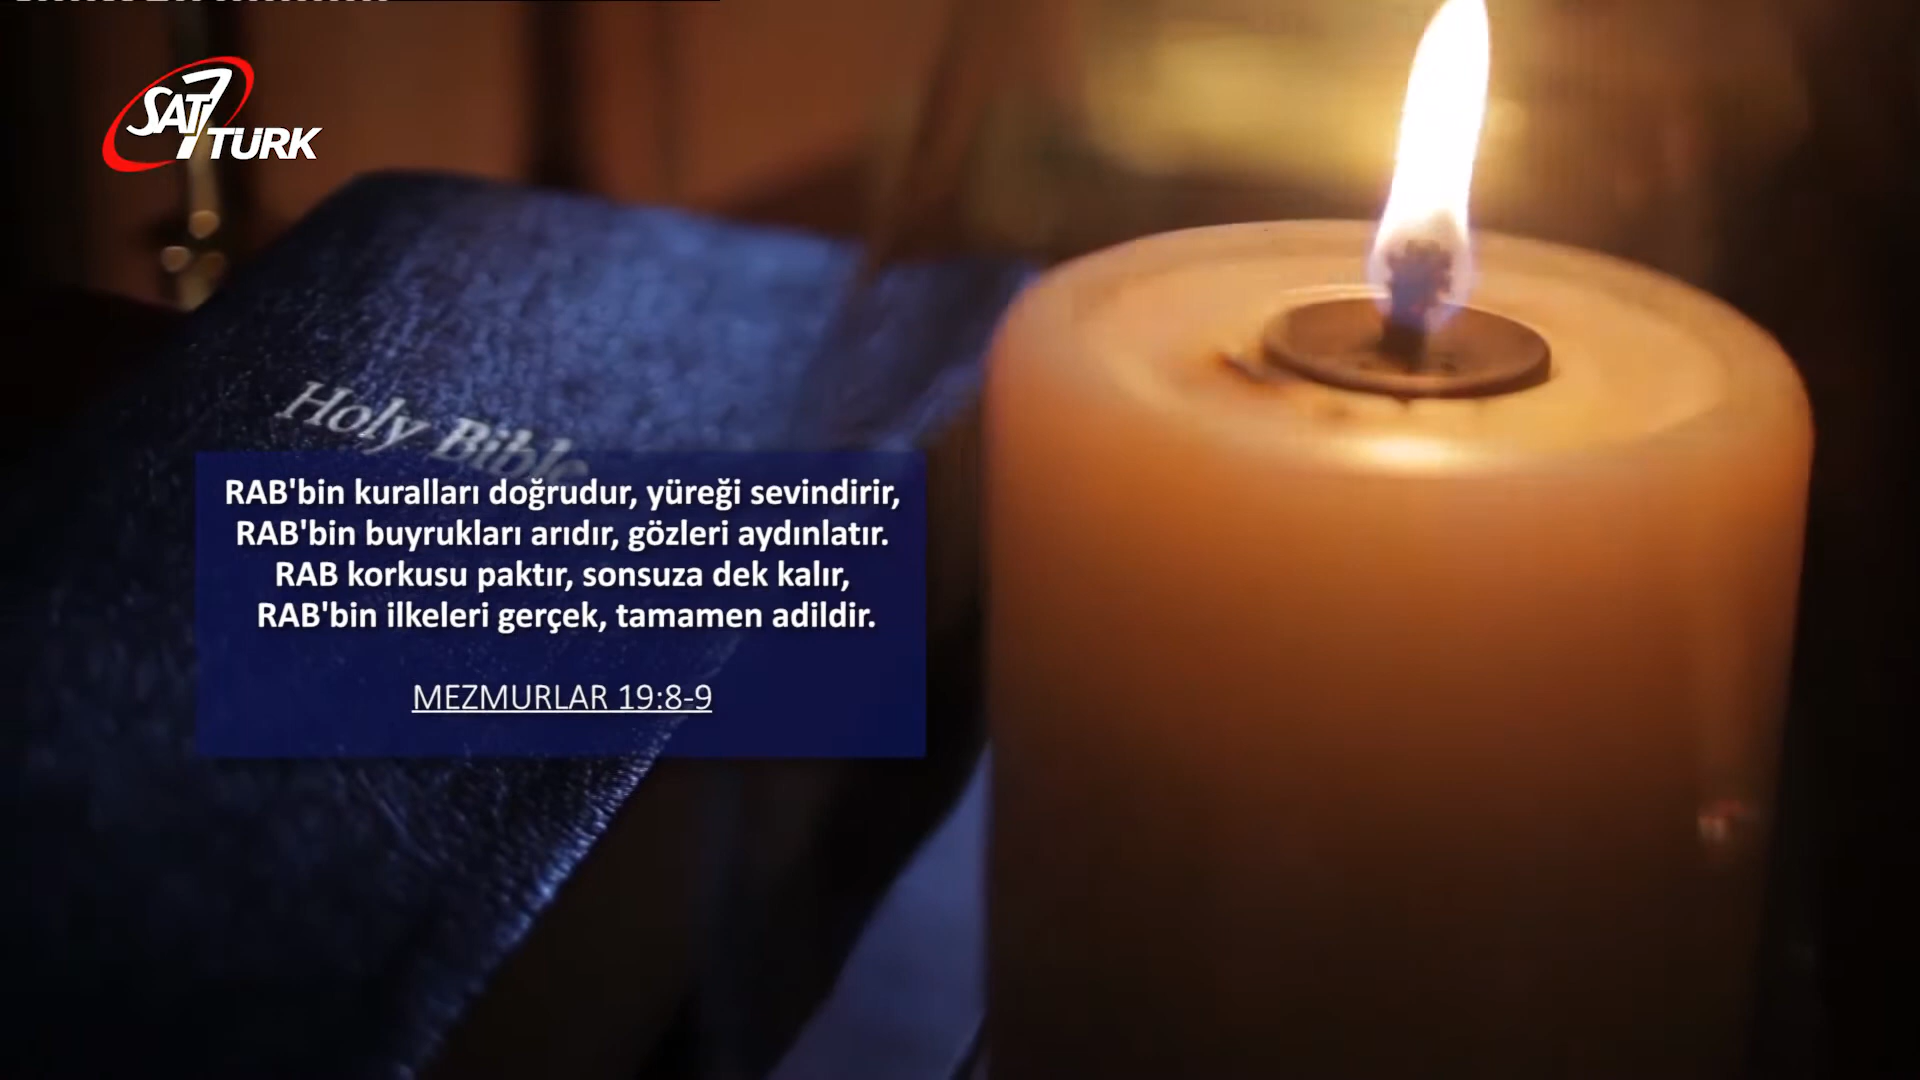 SAT7
TÜRK
Holy Bible
RAB'bin kuralları doğrudur, yüreği sevindirir,
RAB'bin buyrukları arıdır, gözleri aydınlatır.
RAB korkusu paktır, sonsuza dek kalır,
RAB'bin ilkeleri gerçek, tamamen adildir.
MEZMURLAR 19:8-9